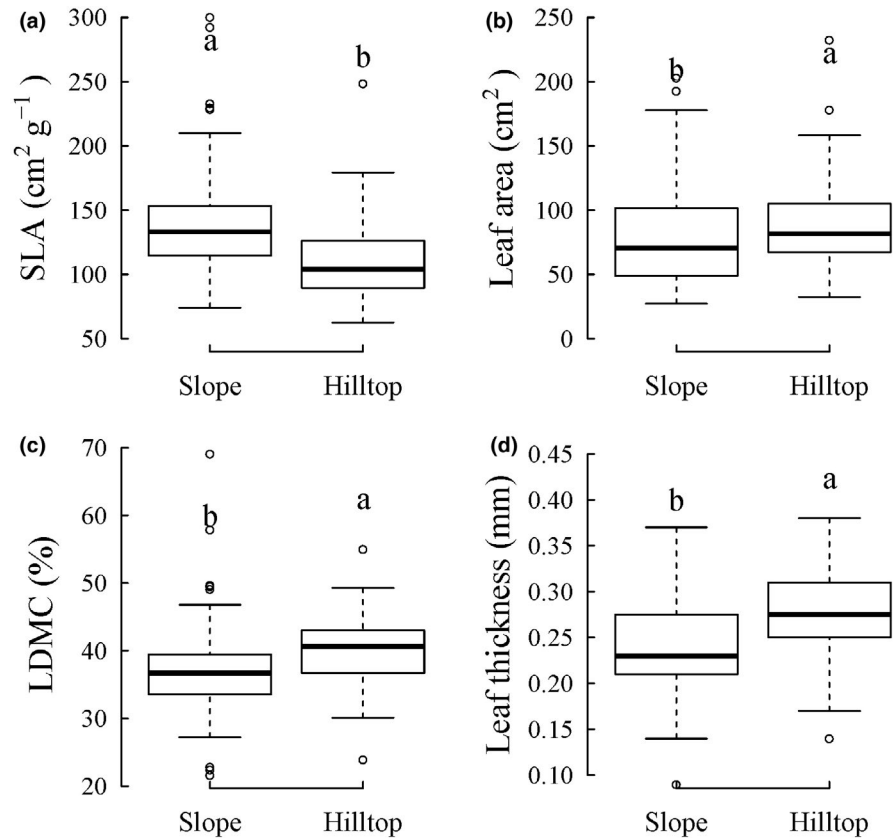 (a)
SLA (cm² g⁻¹)
300
250
200
150
100
50
a
b
Slope
Hilltop
(b)
Leaf area (cm²)
250
200
150
100
50
0
b
a
Slope
Hilltop
(c)
LDMC (%)
70
60
50
40
30
20
b
a
Slope
Hilltop
(d)
Leaf thickness (mm)
0.45
0.40
0.35
0.30
0.25
0.20
0.15
0.10
b
a
Slope
Hilltop